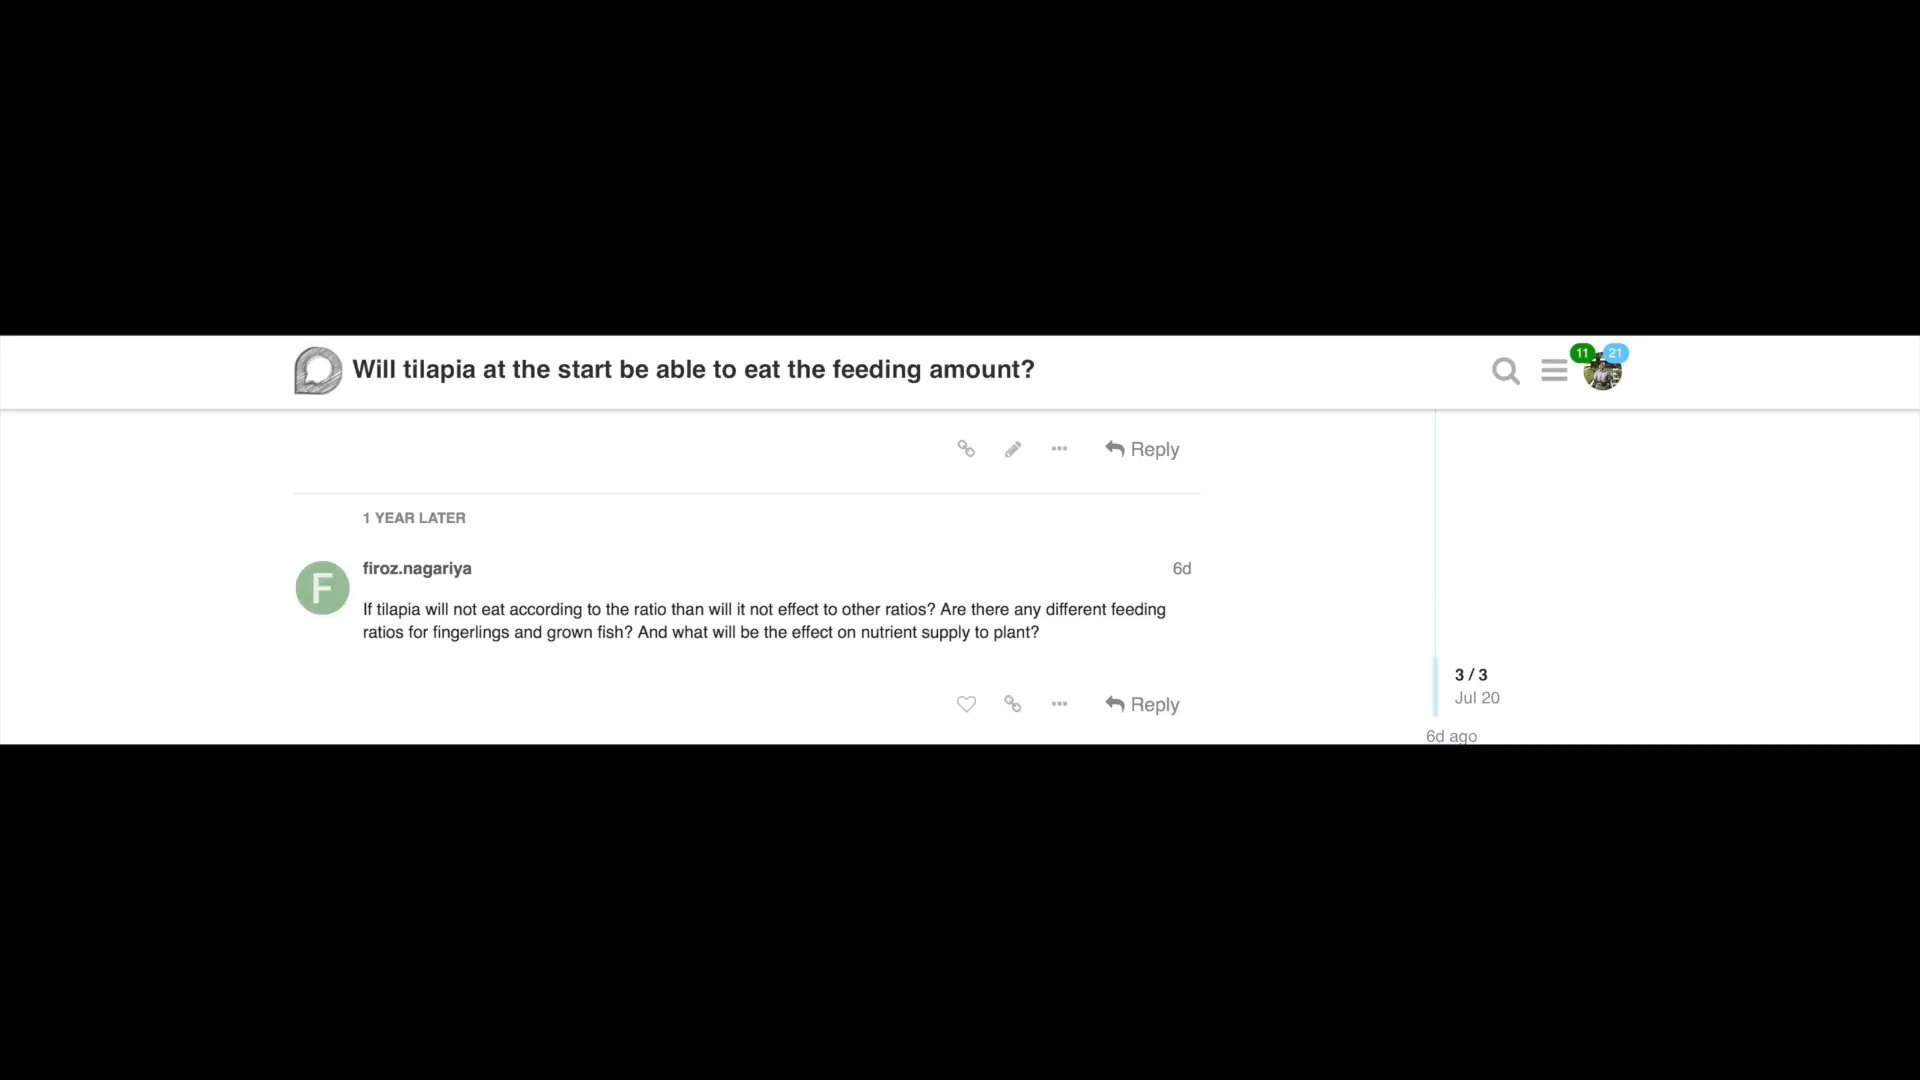 Will tilapia at the start be able to eat the feeding amount?
11
21
Reply
1 YEAR LATER
F
firoz.nagariya
6d
If tilapia will not eat according to the ratio than will it not effect to other ratios? Are there any different feeding
ratios for fingerlings and grown fish? And what will be the effect on nutrient supply to plant?
3 / 3
Jul 20
Reply
6d ago